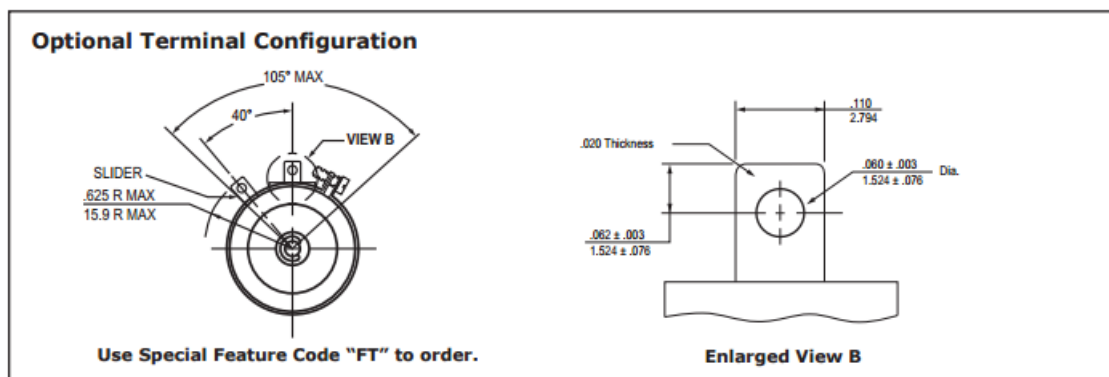 Optional Terminal Configuration
105° MAX
40°
VIEW B
SLIDER
.625 R MAX
15.9 R MAX
Use Special Feature Code “FT” to order.
.110
2.794
.020 Thickness
.060 ± .003
1.524 ± .076
Dia.
.062 ± .003
1.524 ± .076
Enlarged View B